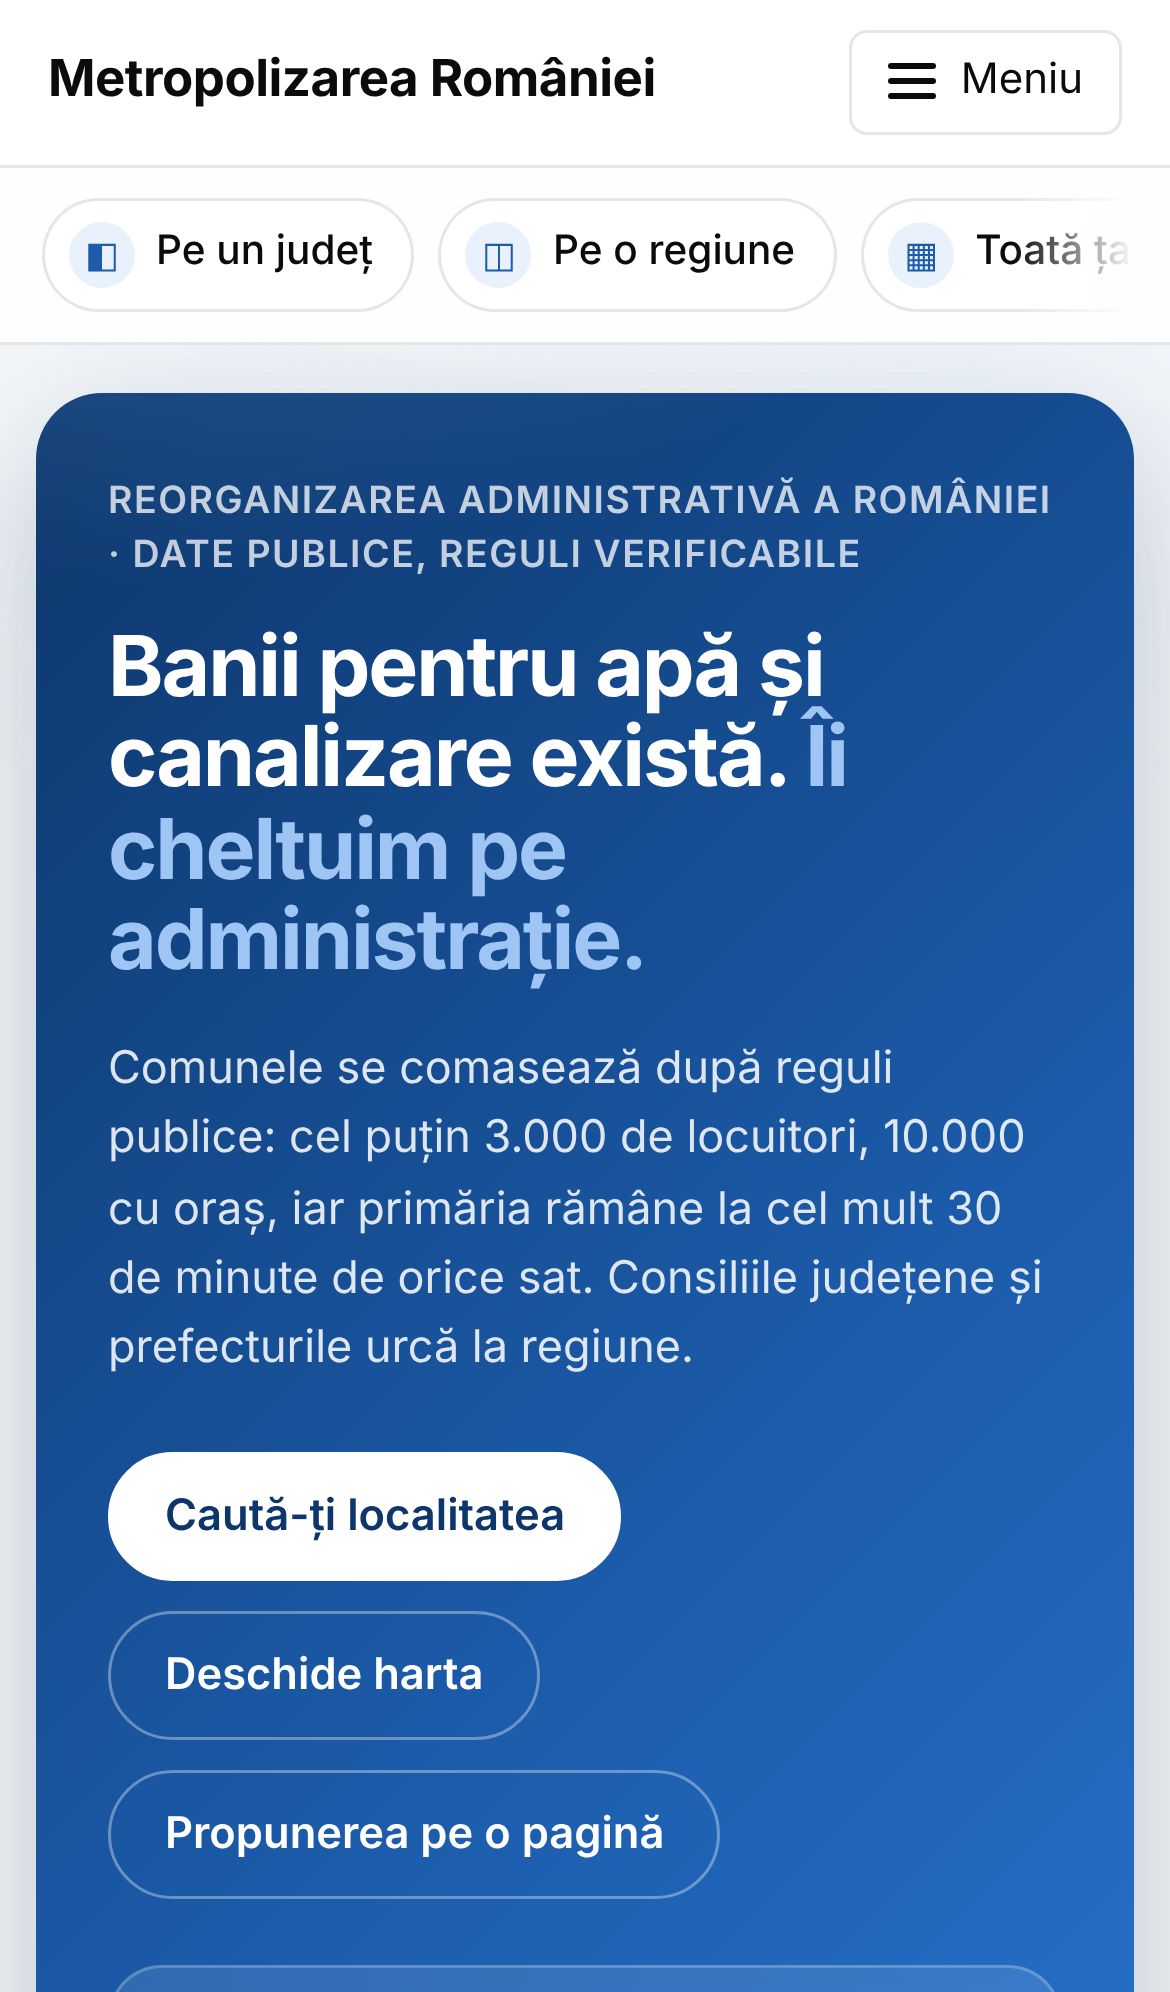 Metropolizarea României
Meniu
Pe un județ
Pe o regiune
Toată ța
REORGANIZAREA ADMINISTRATIVĂ A ROMÂNIEI
· DATE PUBLICE, REGULI VERIFICABILE
Banii pentru apă și
canalizare există. Îi
cheltuim pe
administrație.
Comunele se comasează după reguli
publice: cel puțin 3.000 de locuitori, 10.000
cu oraș, iar primăria rămâne la cel mult 30
de minute de orice sat. Consiliile județene și
prefecturile urcă la regiune.
Caută-ți localitatea
Deschide harta
Propunerea pe o pagină